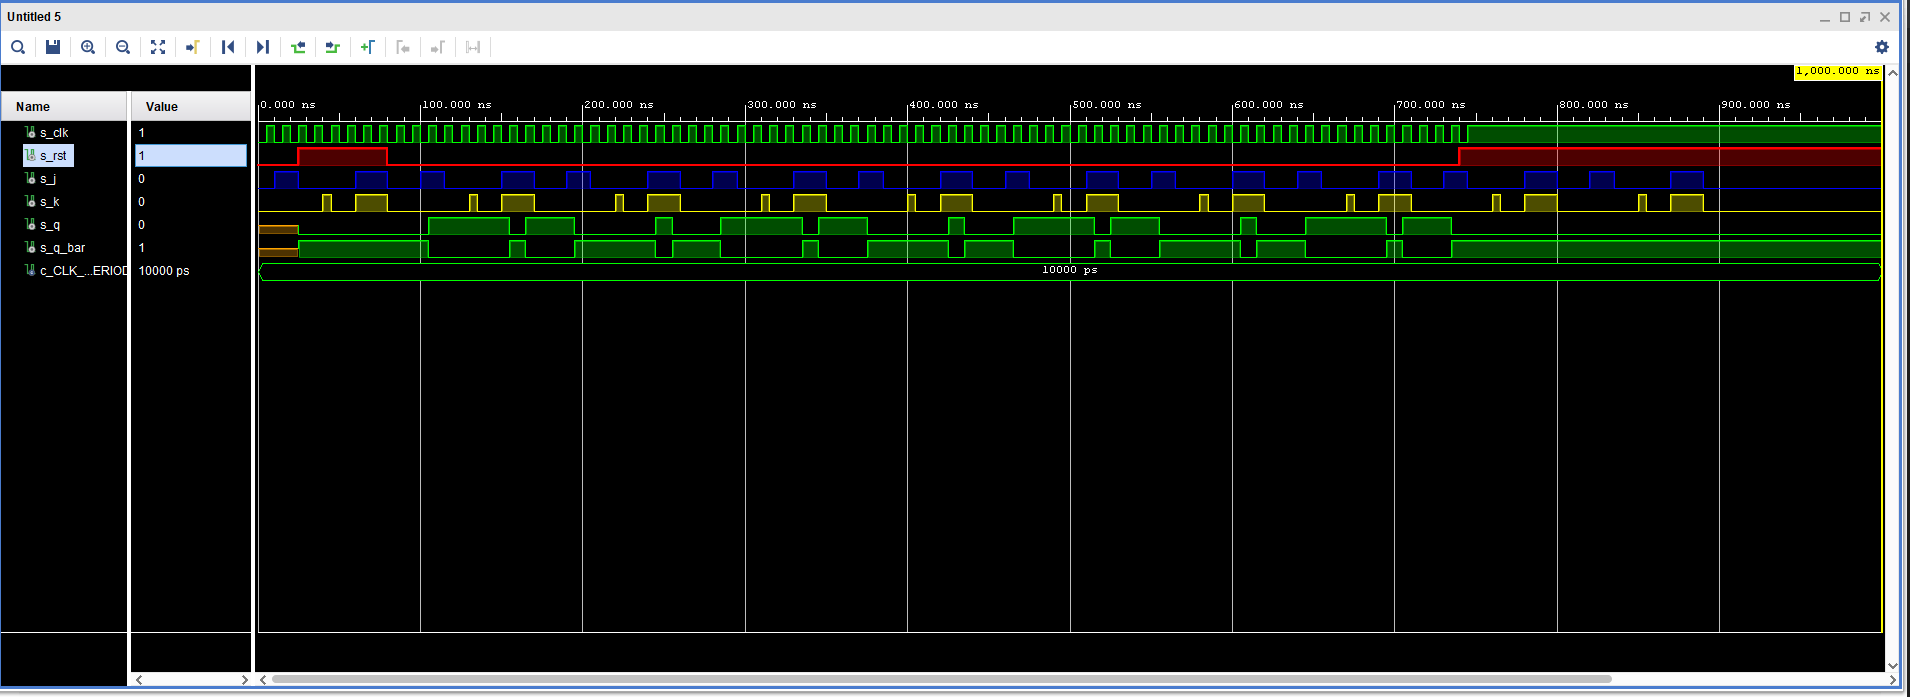 Untitled 5
1,000.000 ns
Name Value
0.000 ns 100.000 ns 200.000 ns 300.000 ns 400.000 ns 500.000 ns 600.000 ns 700.000 ns 800.000 ns 900.000 ns
s_clk 1
s_rst 1
s_j 0
s_k 0
s_q 0
s_q_bar 1
c_CLK_...ERIOD 10000 ps 10000 ps